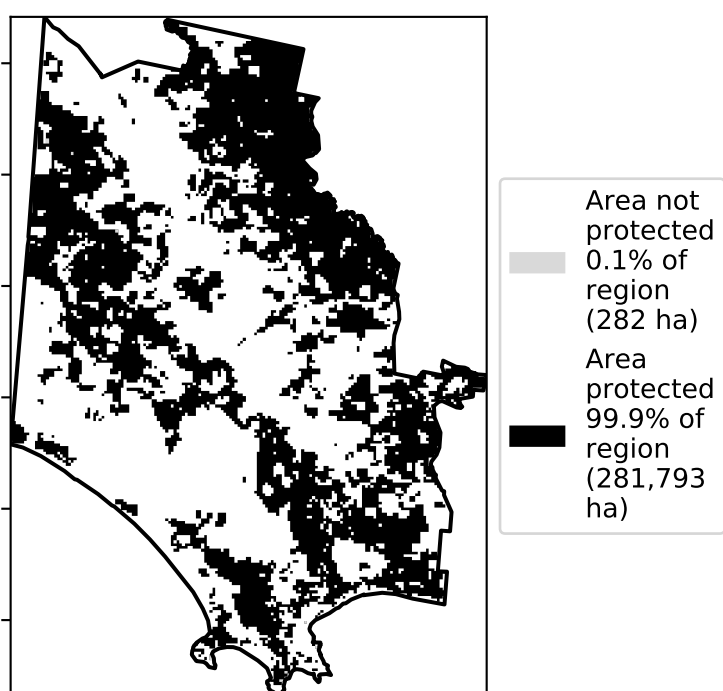 Area not
protected
0.1% of
region
(282 ha)
Area
protected
99.9% of
region
(281,793
ha)